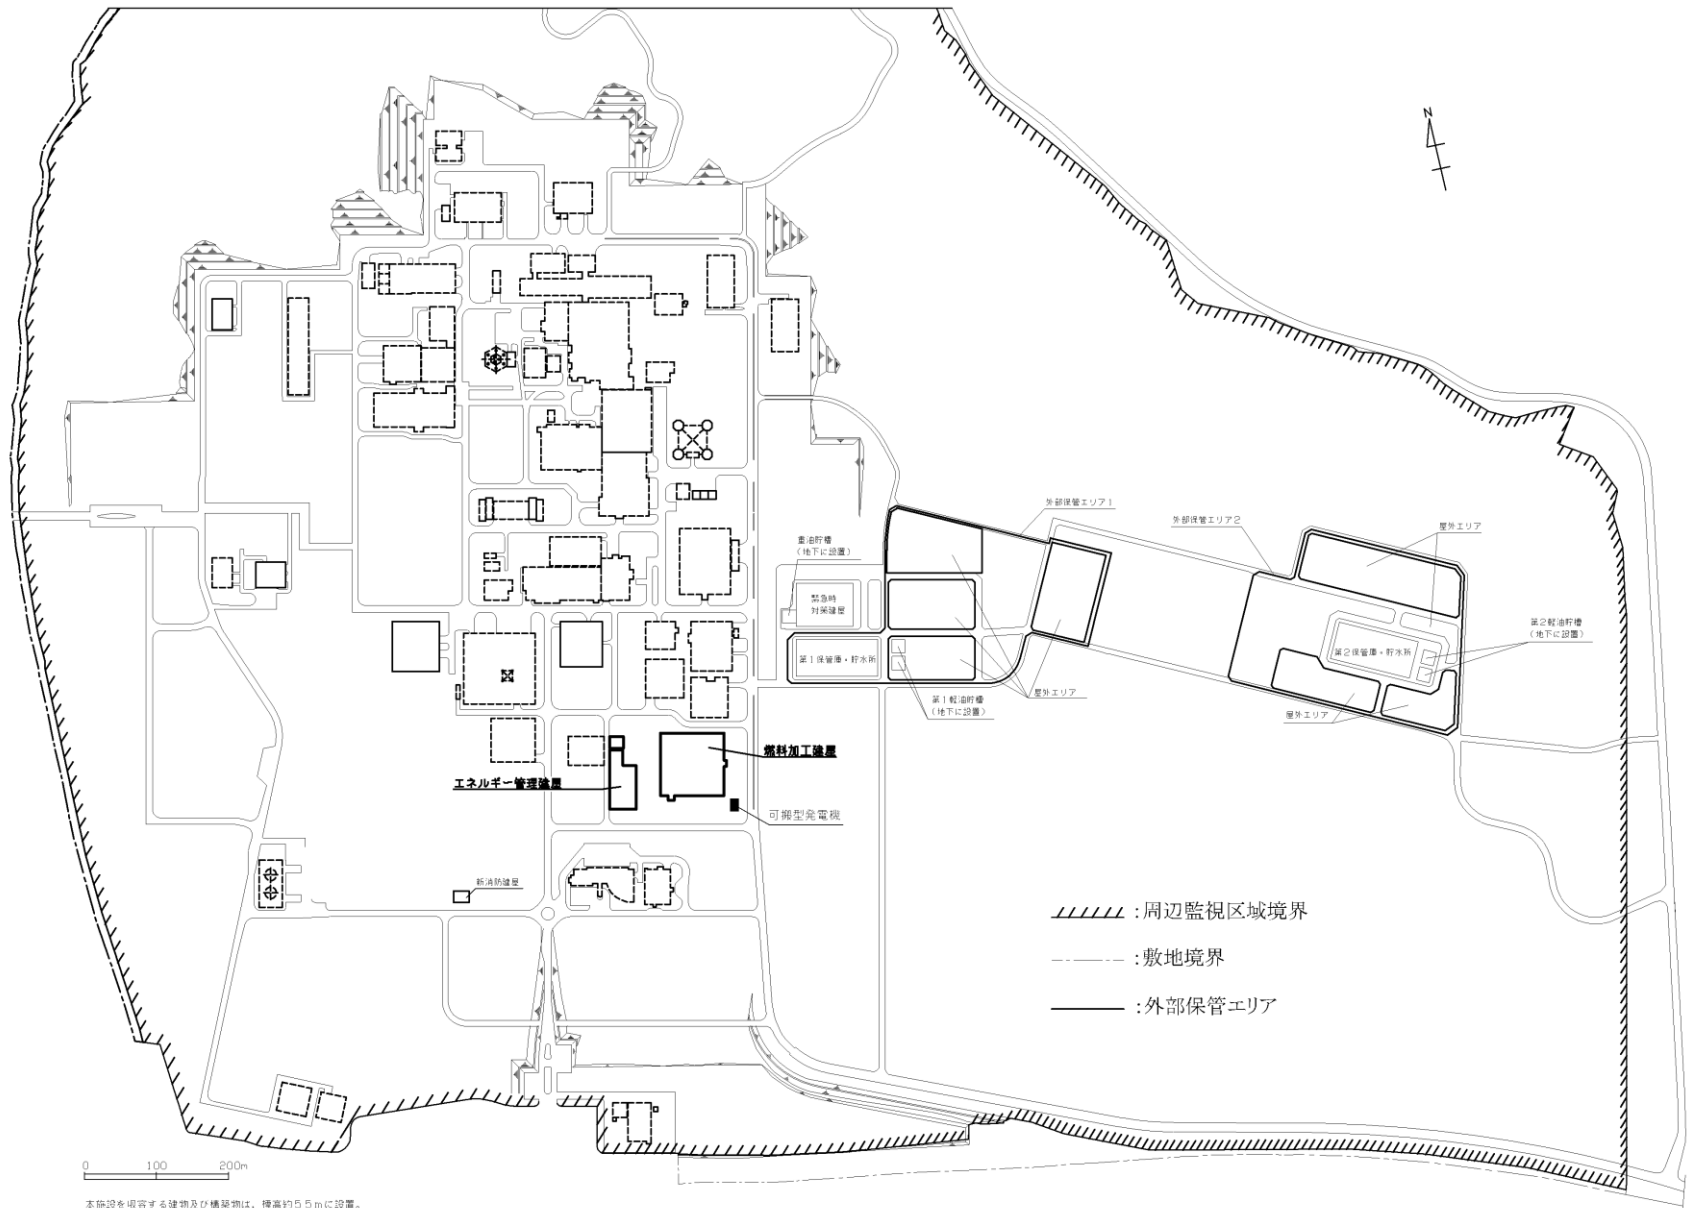 N
外部保管エリア1
外部保管エリア2
屋外エリア
重油貯槽
(地下に設置)
緊急時
対策建屋
第1保管庫・貯水所
第1軽油貯槽
(地下に設置)
屋外エリア
第2軽油貯槽
(地下に設置)
第2保管庫・貯水所
屋外エリア
燃料加工建屋
エネルギー管理建屋
可搬型発電機
新消防建屋
:周辺監視区域境界
:敷地境界
:外部保管エリア
0 100 200m
本施設を収容する建物及び構築物は、標高約55mに設置。